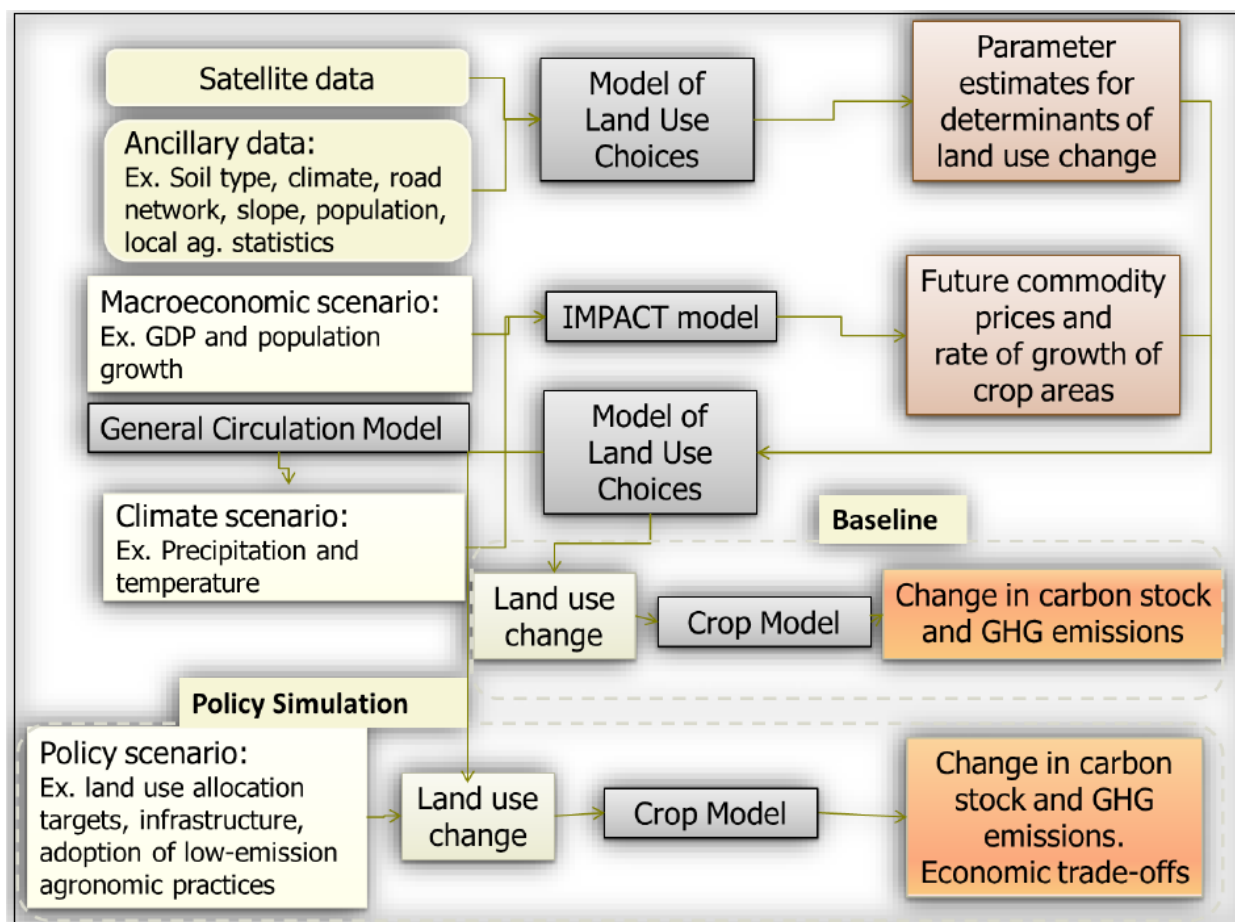 Satellite data
Ancillary data:
Ex. Soil type, climate, road
network, slope, population,
local ag. statistics
Model of
Land Use
Choices
Parameter
estimates for
determinants of
land use change
Macroeconomic scenario:
Ex. GDP and population
growth
IMPACT model
Future commodity
prices and
rate of growth of
crop areas
General Circulation Model
Model of
Land Use
Choices
Climate scenario:
Ex. Precipitation and
temperature
Baseline
Land use
change
Crop Model
Change in carbon stock
and GHG emissions
Policy Simulation
Policy scenario:
Ex. land use allocation
targets, infrastructure,
adoption of low-emission
agronomic practices
Land use
change
Crop Model
Change in carbon
stock and GHG
emissions.
Economic trade-offs